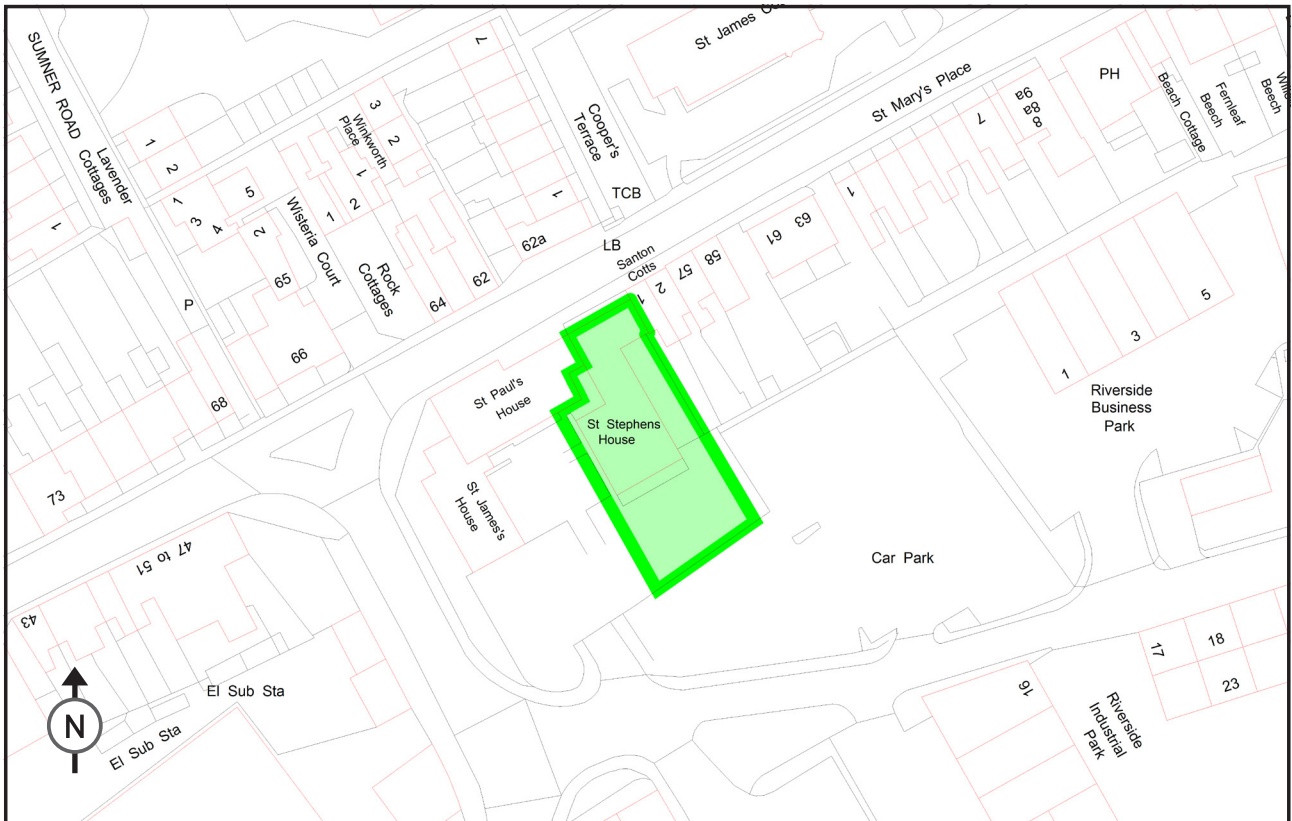 SUMNER ROAD
Lavender
Cottages
1
1
2
1
3
4
5
2
65
66
68
P
73
Wisteria Court
1
2
1
Winkworth
Place
3
2
Rock
Cottages
64
62
62a
7
1
Cooper's
Terrace
TCB
LB
St James
St Mary's Place
Santon
Cotts
1
2
57
58
61
63
1
7
8
8a
9a
PH
Beach Cottage
Fernleaf
Beech
Beech
St Paul's
House
St Stephens
House
St James's
House
Car Park
1
3
5
Riverside
Business
Park
47 to 51
43
El Sub Sta
El Sub Sta
N
16
17
18
23
Riverside
Industrial
Park